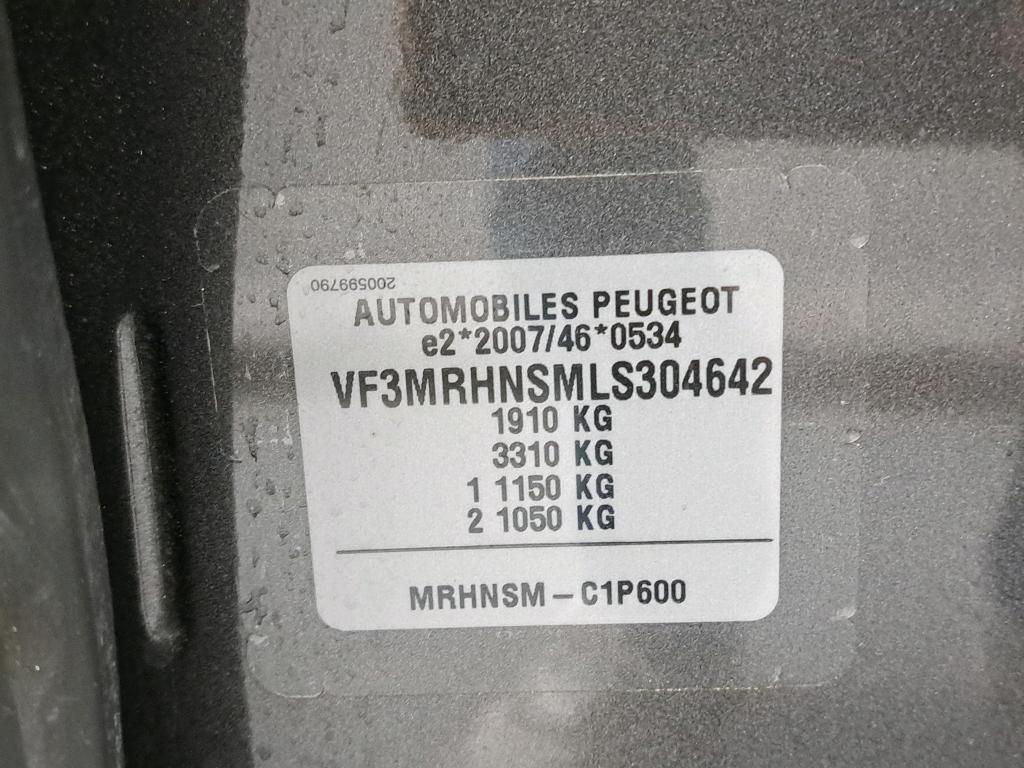 200599790
AUTOMOBILES PEUGEOT
e2*2007/46*0534
VF3MRHNSMLS304642
1910 KG
3310 KG
1 1150 KG
2 1050 KG
MRHNSM – C1P600